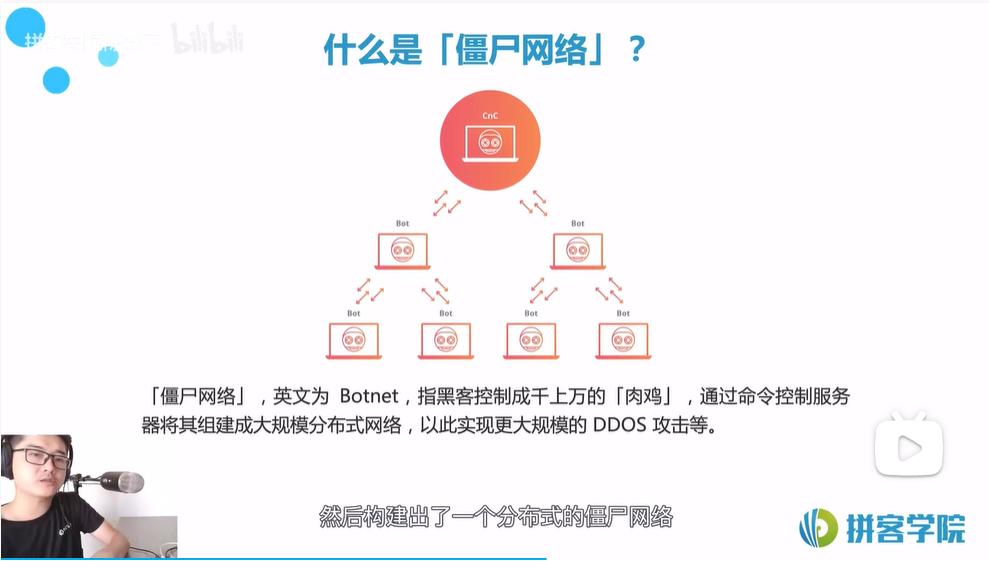 bilibili
什么是「僵尸网络」？
CnC
Bot
Bot
Bot
Bot
Bot
Bot
「僵尸网络」，英文为 Botnet，指黑客控制成千上万的「肉鸡」，通过命令控制服务
器将其组建成大规模分布式网络，以此实现更大规模的 DDOS 攻击等。
然后构建出了一个分布式的僵尸网络
拼客学院